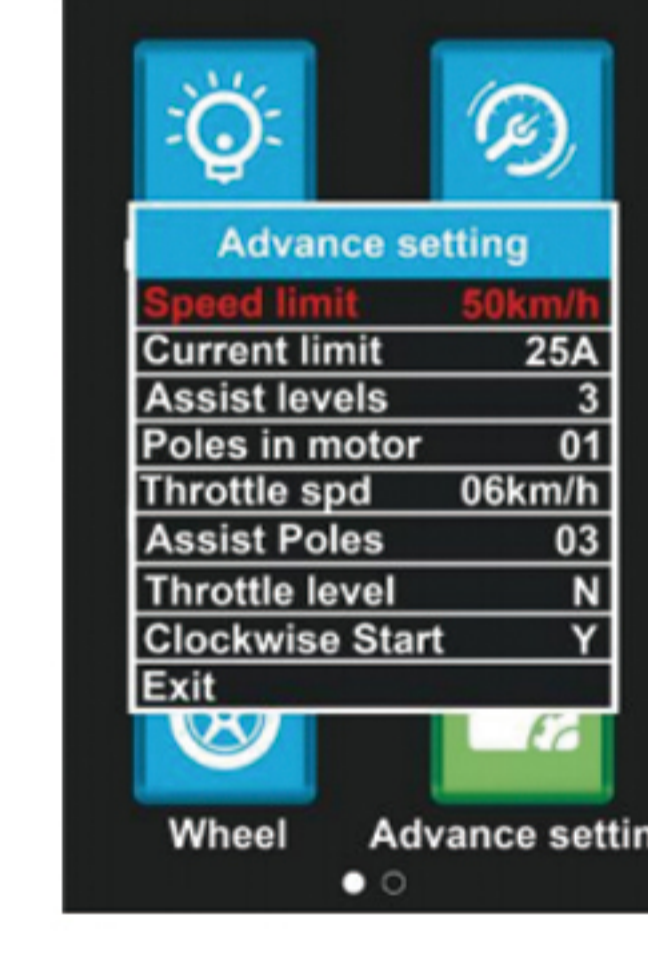 Advance setting
Speed limit 50km/h
Current limit 25A
Assist levels 3
Poles in motor 01
Throttle spd 06km/h
Assist Poles 03
Throttle level N
Clockwise Start Y
Exit
Wheel Advance settin